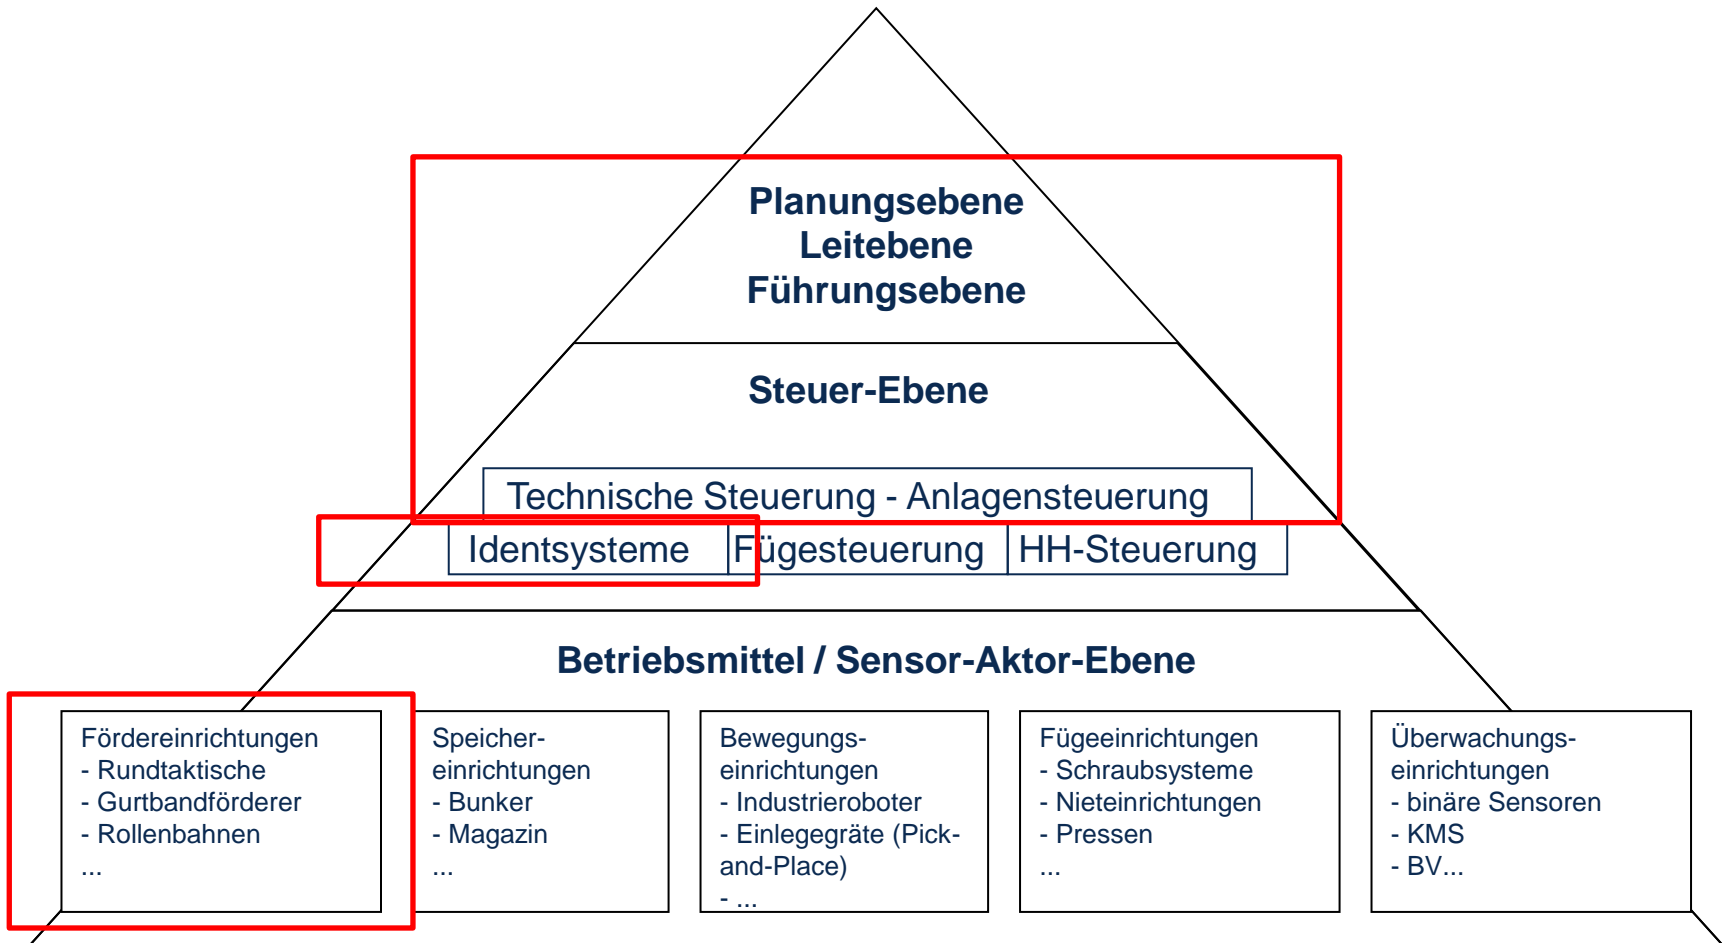 Planungsebene
Leitebene
Führungsebene
Steuer-Ebene
Technische Steuerung - Anlagensteuerung
Identsysteme
Fügesteuerung
HH-Steuerung
Betriebsmittel / Sensor-Aktor-Ebene
Fördereinrichtungen
- Rundtaktische
- Gurtbandförderer
- Rollenbahnen
...
Speicher-
einrichtungen
- Bunker
- Magazin
...
Bewegungs-
einrichtungen
- Industrieroboter
- Einlegegräte (Pick-
and-Place)
- ...
Fügeeinrichtungen
- Schraubsysteme
- Nieteinrichtungen
- Pressen
...
Überwachungs-
einrichtungen
- binäre Sensoren
- KMS
- BV...